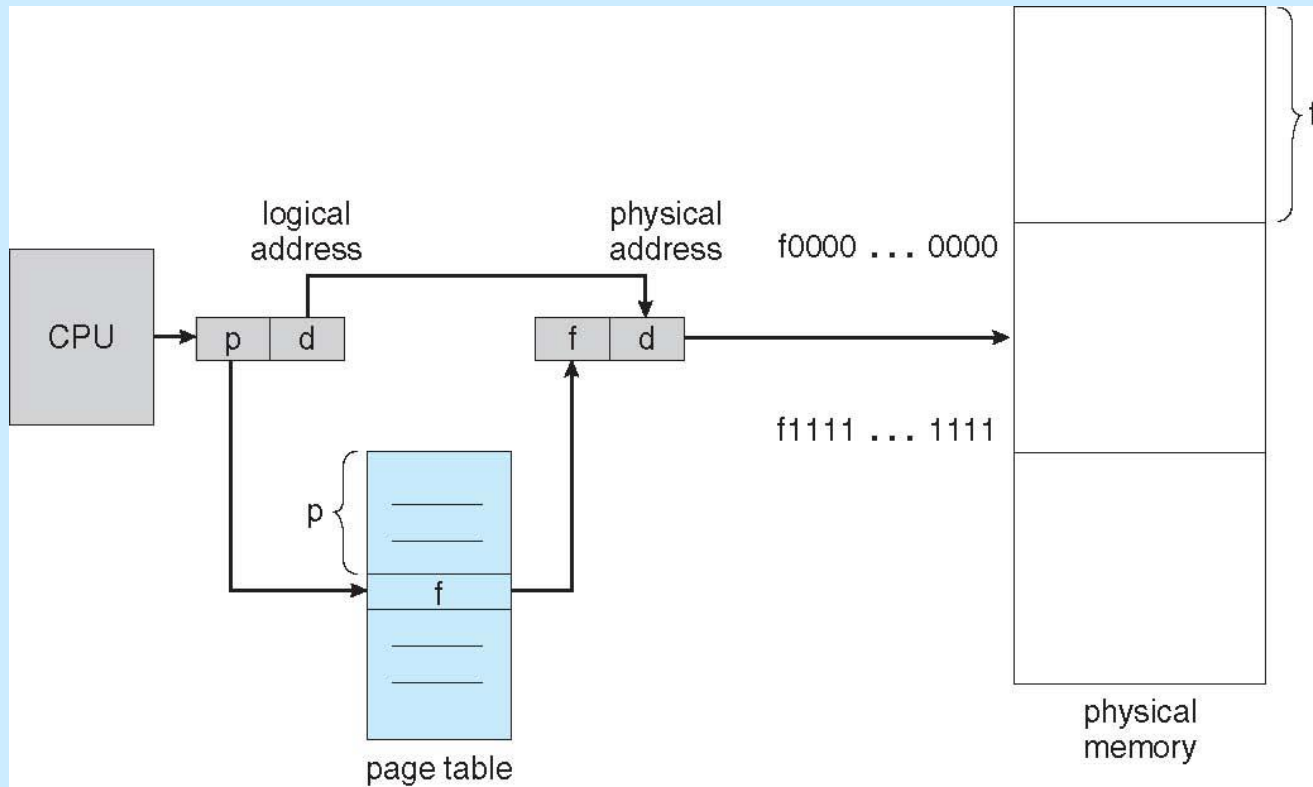 f
logical
address
physical
address
f0000 ... 0000
CPU
p
d
f
d
f1111 ... 1111
p
f
physical
memory
page table